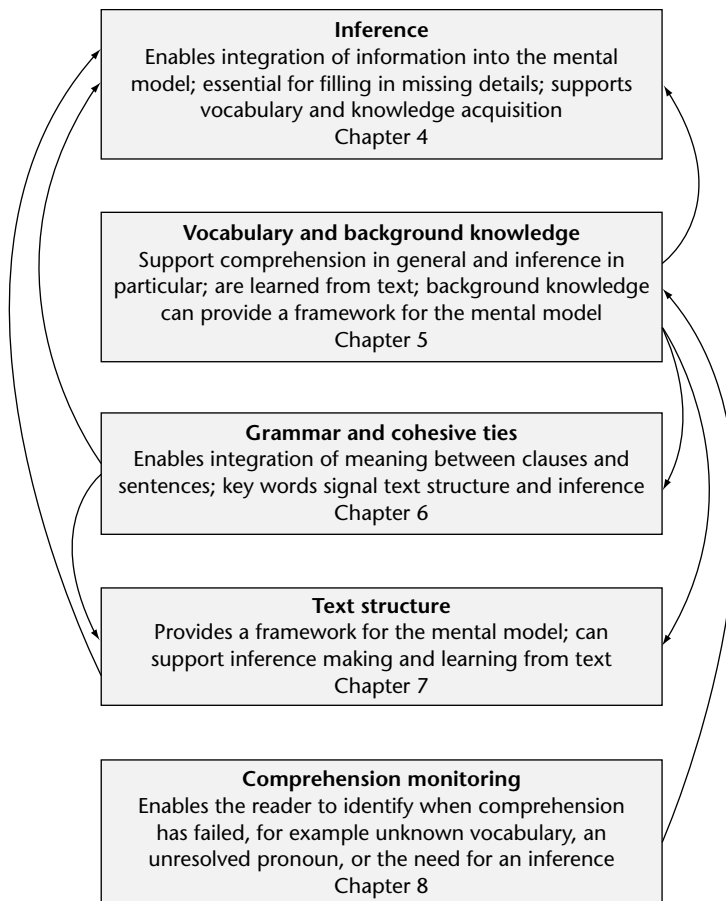 Inference
Enables integration of information into the mental
model; essential for filling in missing details; supports
vocabulary and knowledge acquisition
Chapter 4
Vocabulary and background knowledge
Support comprehension in general and inference in
particular; are learned from text; background knowledge
can provide a framework for the mental model
Chapter 5
Grammar and cohesive ties
Enables integration of meaning between clauses and
sentences; key words signal text structure and inference
Chapter 6
Text structure
Provides a framework for the mental model; can
support inference making and learning from text
Chapter 7
Comprehension monitoring
Enables the reader to identify when comprehension
has failed, for example unknown vocabulary, an
unresolved pronoun, or the need for an inference
Chapter 8